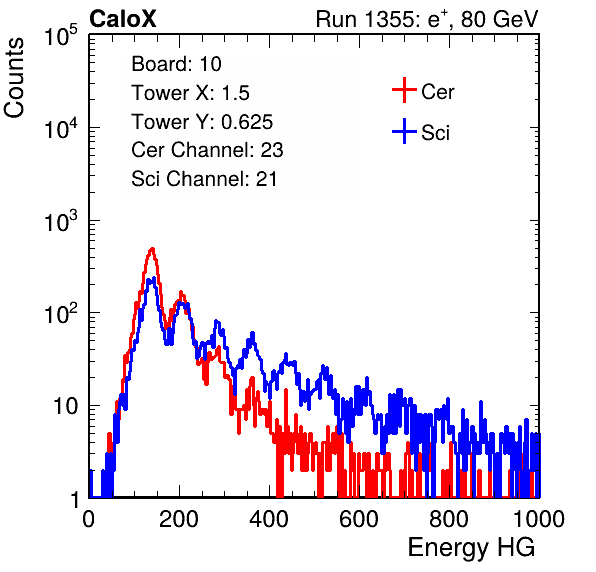 CaloX Run 1355: e⁺, 80 GeV
Counts
10⁵
10⁴
10³
10²
10
1
Board: 10
Tower X: 1.5
Tower Y: 0.625
Cer Channel: 23
Sci Channel: 21
Cer
Sci
0 200 400 600 800 1000
Energy HG